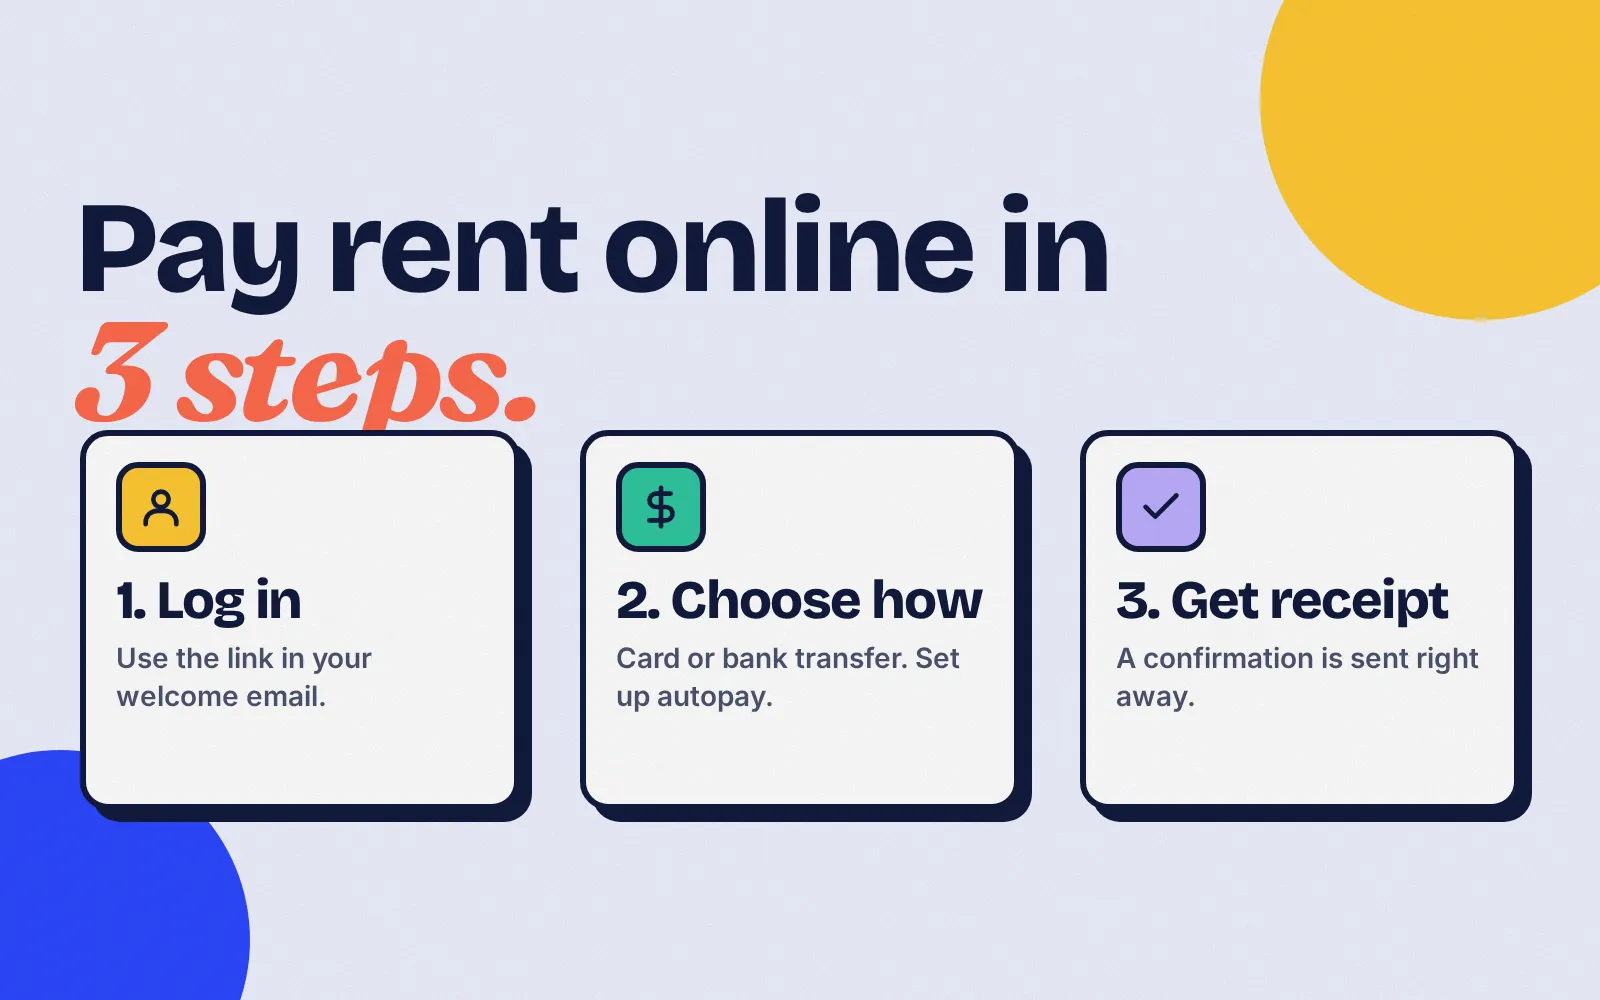 Pay rent online in
3 steps.
1. Log in
Use the link in your
welcome email.
2. Choose how
Card or bank transfer. Set
up autopay.
3. Get receipt
A confirmation is sent right
away.